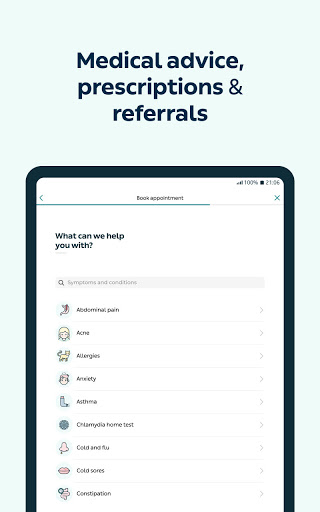 Medical advice,
prescriptions &
referrals
100% 21:06
Book appointment
What can we help
you with?
Symptoms and conditions
Abdominal pain
Acne
Allergies
Anxiety
Asthma
Chlamydia home test
Cold and flu
Cold sores
Constipation